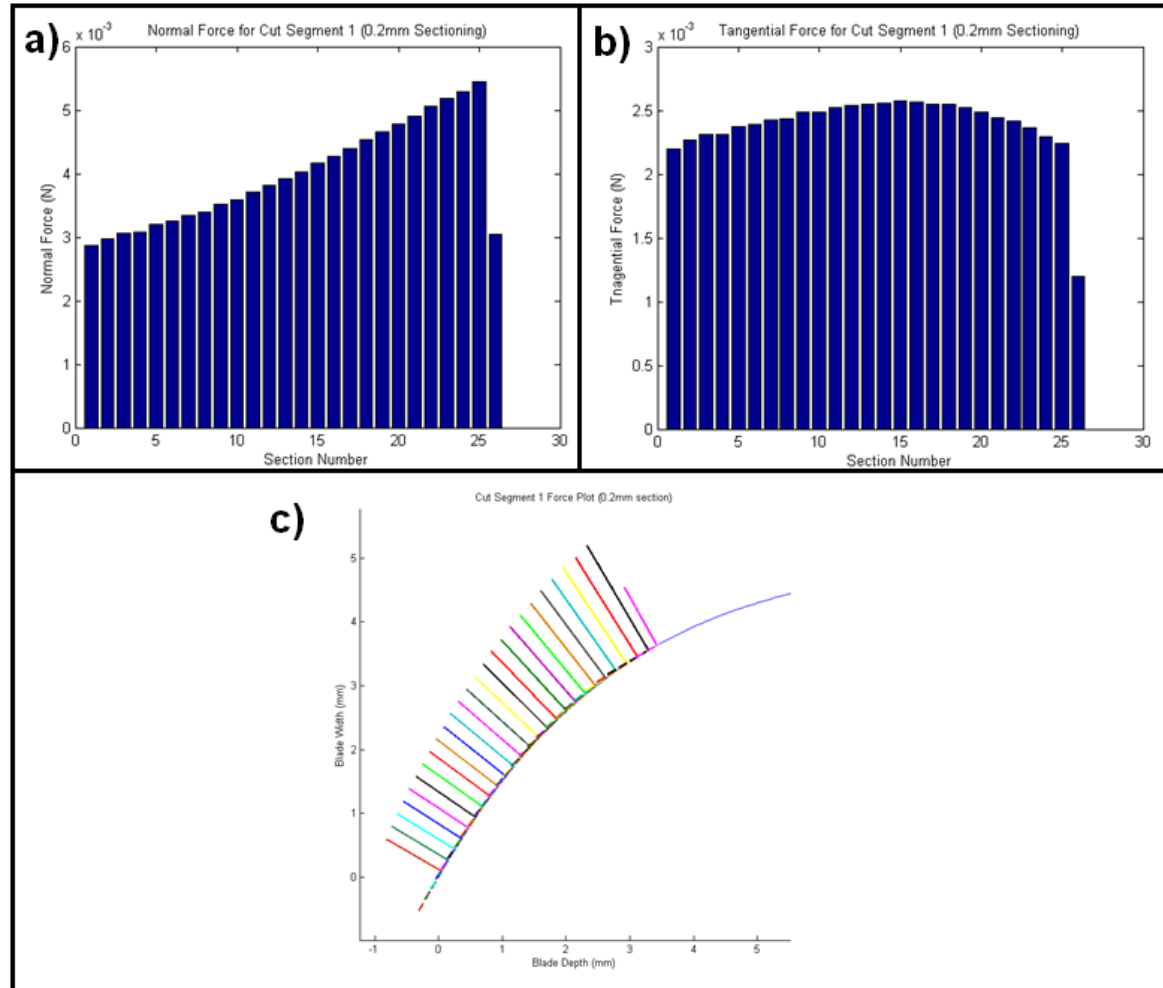 a)
x 10⁻³
Normal Force for Cut Segment 1 (0.2mm Sectioning)
6
5
4
3
2
1
0
Normal Force (N)
0 5 10 15 20 25 30
Section Number
b)
x 10⁻³
Tangential Force for Cut Segment 1 (0.2mm Sectioning)
3
2.5
2
1.5
1
0.5
0
Tnagential Force (N)
0 5 10 15 20 25 30
Section Number
c)
Cut Segment 1 Force Plot (0.2mm section)
5
4
3
2
1
0
Blade Width (mm)
-1 0 1 2 3 4 5
Blade Depth (mm)